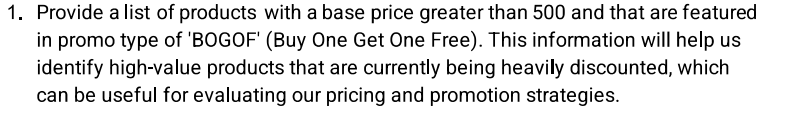 1. Provide a list of products with a base price greater than 500 and that are featured
in promo type of 'BOGOF' (Buy One Get One Free). This information will help us
identify high-value products that are currently being heavily discounted, which
can be useful for evaluating our pricing and promotion strategies.